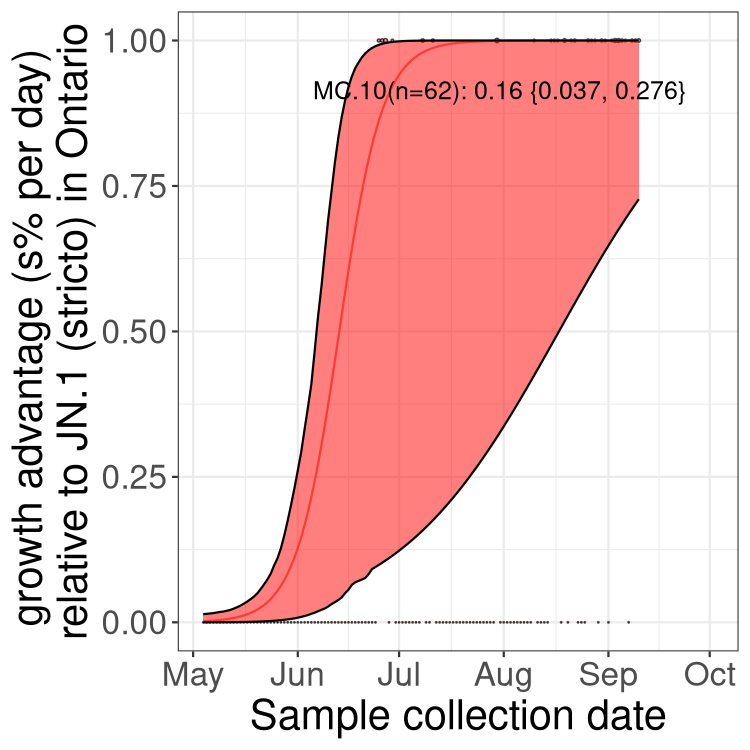 growth advantage (s% per day)
relative to JN.1 (stricto) in Ontario
1.00
0.75
0.50
0.25
0.00
MC.10(n=62): 0.16 {0.037, 0.276}
May Jun Jul Aug Sep Oct
Sample collection date